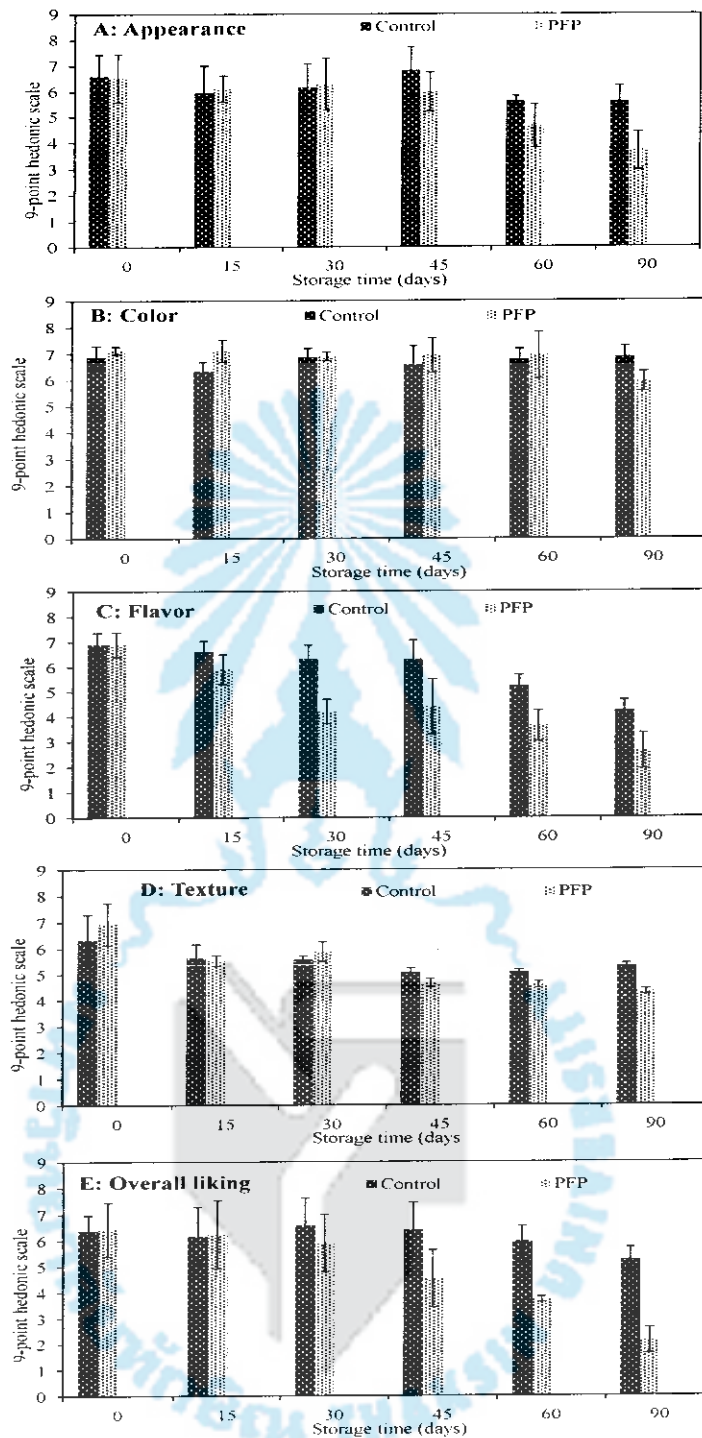 A: Appearance
Control
PFP
9-point hedonic scale
9
8
7
6
5
4
3
2
1
0
0 15 30 45 60 90
Storage time (days)
B: Color
Control
PFP
9-point hedonic scale
9
8
7
6
5
4
3
2
1
0
0 15 30 45 60 90
Storage time (days)
C: Flavor
Control
PFP
9-point hedonic scale
9
8
7
6
5
4
3
2
1
0
0 15 30 45 60 90
Storage time (days)
D: Texture
Control
PFP
9-point hedonic scale
9
8
7
6
5
4
3
2
1
0
0 15 30 45 60 90
Storage time (days
E: Overall liking
Control
PFP
9-point hedonic scale
9
8
7
6
5
4
3
2
1
0
0 15 30 45 60 90
Storage time (days)